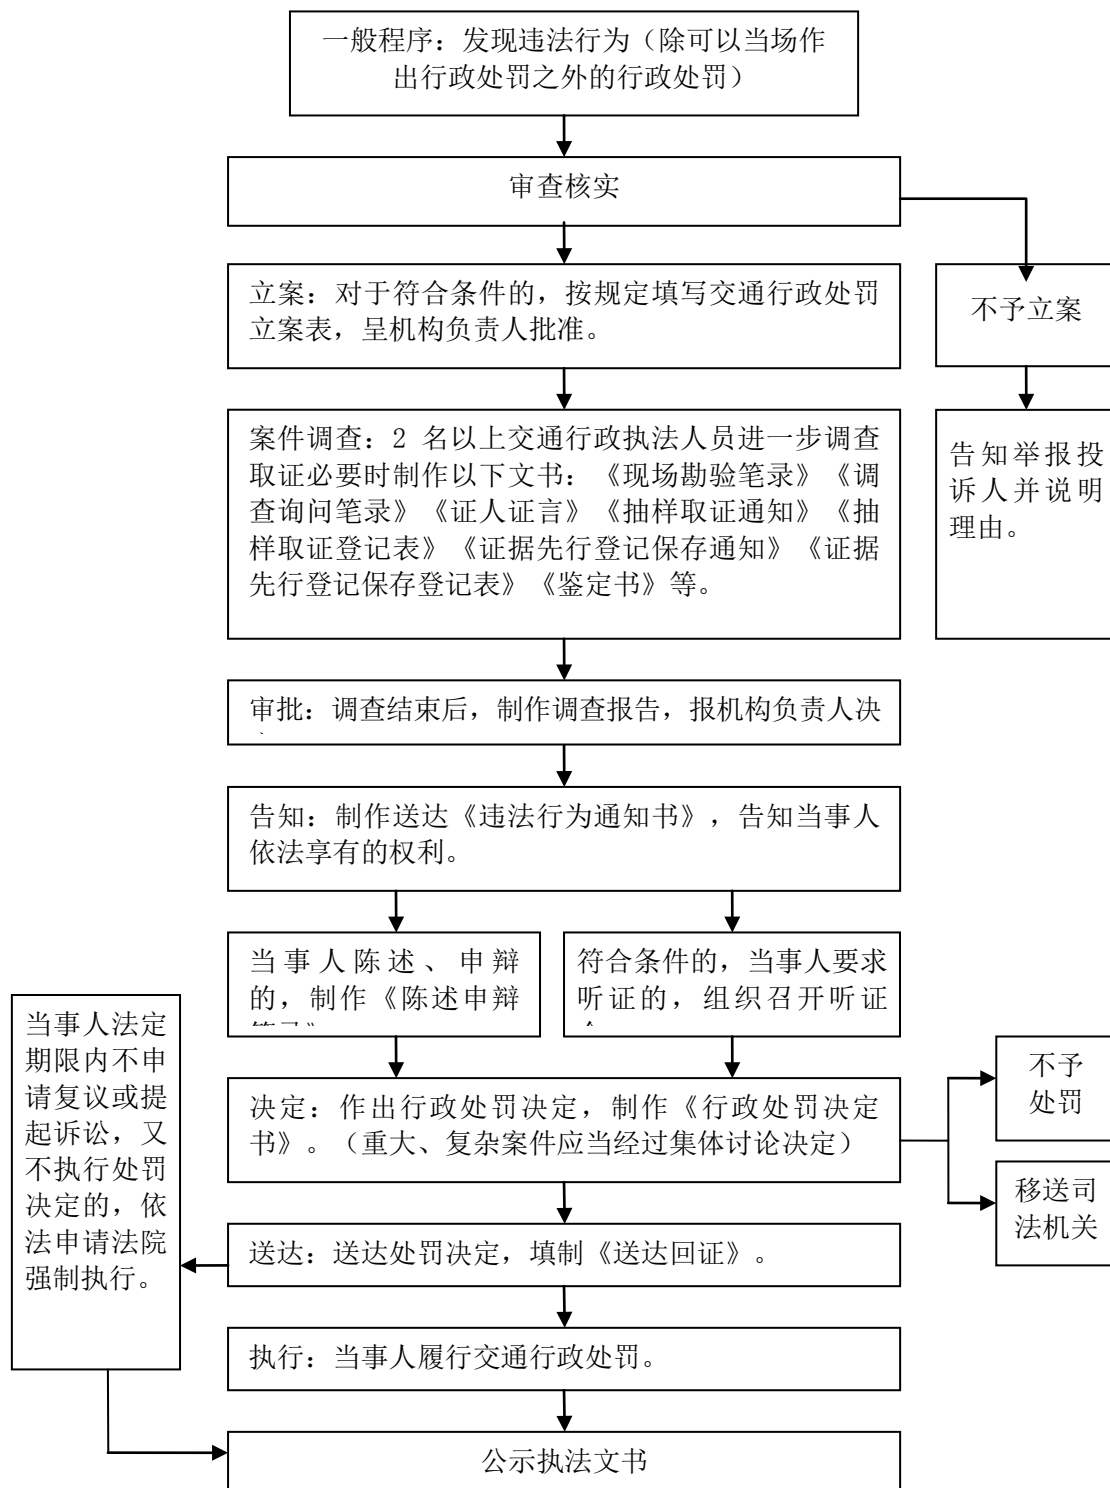 一般程序：发现违法行为（除可以当场作
出行政处罚之外的行政处罚）
审查核实
立案：对于符合条件的，按规定填写交通行政处罚
立案表，呈机构负责人批准。
不予立案
案件调查：2 名以上交通行政执法人员进一步调查
取证必要时制作以下文书：《现场勘验笔录》《调
查询问笔录》《证人证言》《抽样取证通知》《抽
样取证登记表》《证据先行登记保存通知》《证据
先行登记保存登记表》《鉴定书》等。
告知举报投
诉人并说明
理由。
审批：调查结束后，制作调查报告，报机构负责人决
告知：制作送达《违法行为通知书》，告知当事人
依法享有的权利。
当事人陈述、申辩
的，制作《陈述申辩
符合条件的，当事人要求
听证的，组织召开听证
当事人法定
期限内不申
请复议或提
起诉讼，又
不执行处罚
决定的，依
法申请法院
强制执行。
决定：作出行政处罚决定，制作《行政处罚决定
书》。（重大、复杂案件应当经过集体讨论决定）
不予
处罚
移送司
法机关
送达：送达处罚决定，填制《送达回证》。
执行：当事人履行交通行政处罚。
公示执法文书